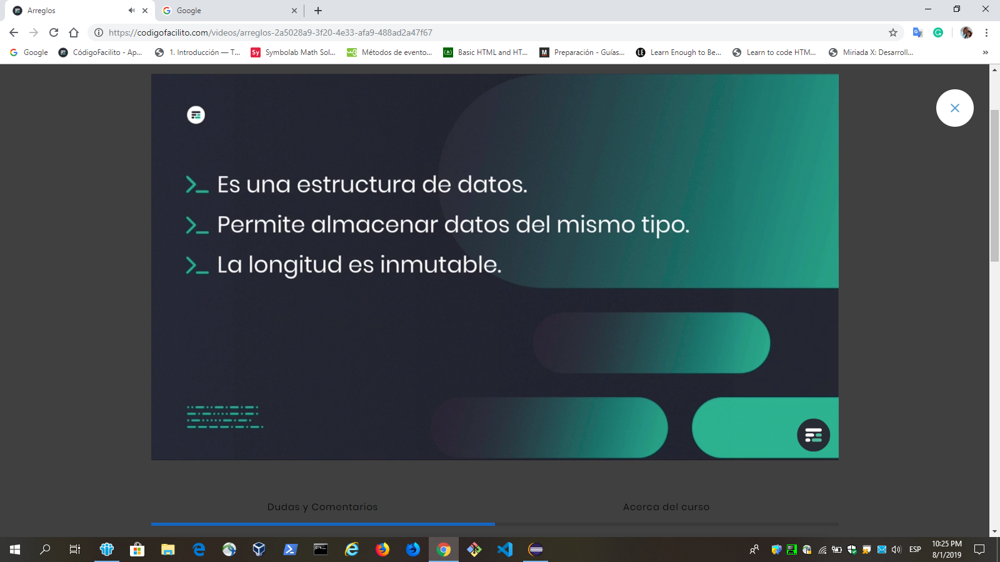 Arreglos
Google
https://codigofacilito.com/videos/arreglos-2a5028a9-3f20-4e33-afa9-488ad2a47f67
Google
CódigoFacilito - Ap...
1. Introducción — T...
Sy
Symbolab Math Sol...
w3
Métodos de evento...
Basic HTML and HT...
M
Preparación - Guías...
LE
Learn Enough to Be...
Learn to code HTM...
Miriada X: Desarroll...
»
>_ Es una estructura de datos.
>_ Permite almacenar datos del mismo tipo.
>_ La longitud es inmutable.
Dudas y Comentarios
Acerca del curso
ESP
10:25 PM
8/1/2019